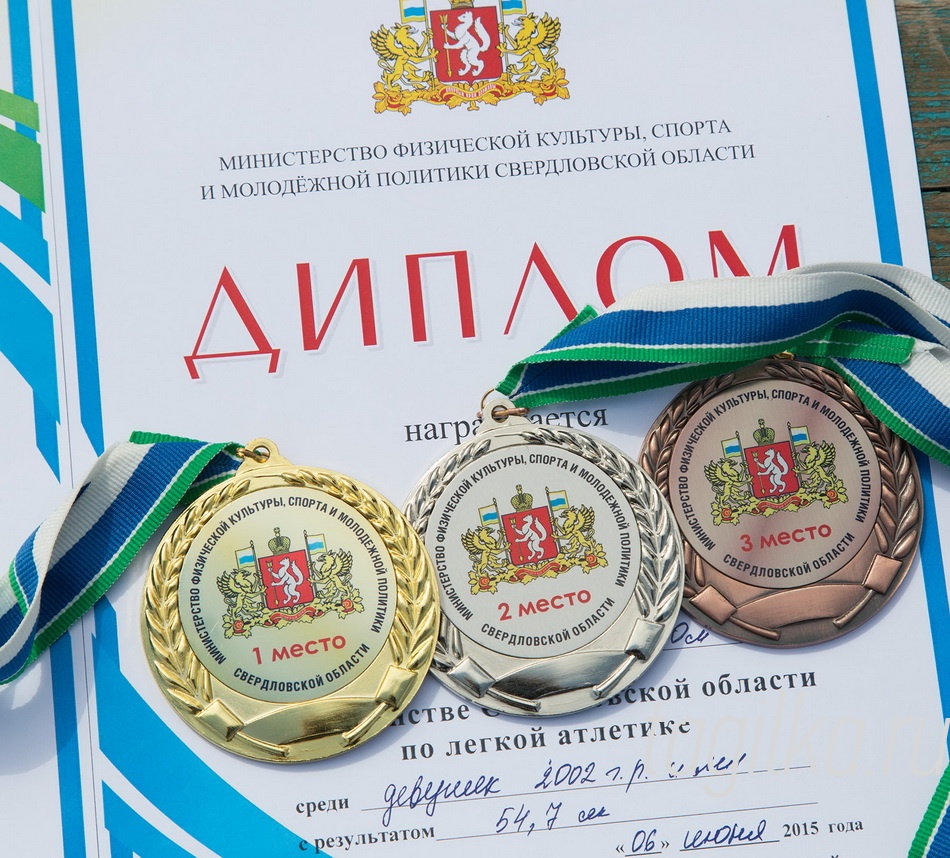 МИНИСТЕРСТВО ФИЗИЧЕСКОЙ КУЛЬТУРЫ, СПОРТА
И МОЛОДЁЖНОЙ ПОЛИТИКИ СВЕРДЛОВСКОЙ ОБЛАСТИ
ДИПЛОМ
МИНИСТЕРСТВО ФИЗИЧЕСКОЙ КУЛЬТУРЫ, СПОРТА И МОЛОДЕЖНОЙ ПОЛИТИКИ
1 место
СВЕРДЛОВСКОЙ ОБЛАСТИ
МИНИСТЕРСТВО ФИЗИЧЕСКОЙ КУЛЬТУРЫ, СПОРТА И МОЛОДЕЖНОЙ ПОЛИТИКИ
2 место
СВЕРДЛОВСКОЙ ОБЛАСТИ
МИНИСТЕРСТВО ФИЗИЧЕСКОЙ КУЛЬТУРЫ, СПОРТА И МОЛОДЕЖНОЙ ПОЛИТИКИ
3 место
СВЕРДЛОВСКОЙ ОБЛАСТИ
области
по легкой атлетике
среди девушек 2002 г.р.
с результатом 54,7 сек
«06» июня 2015 года